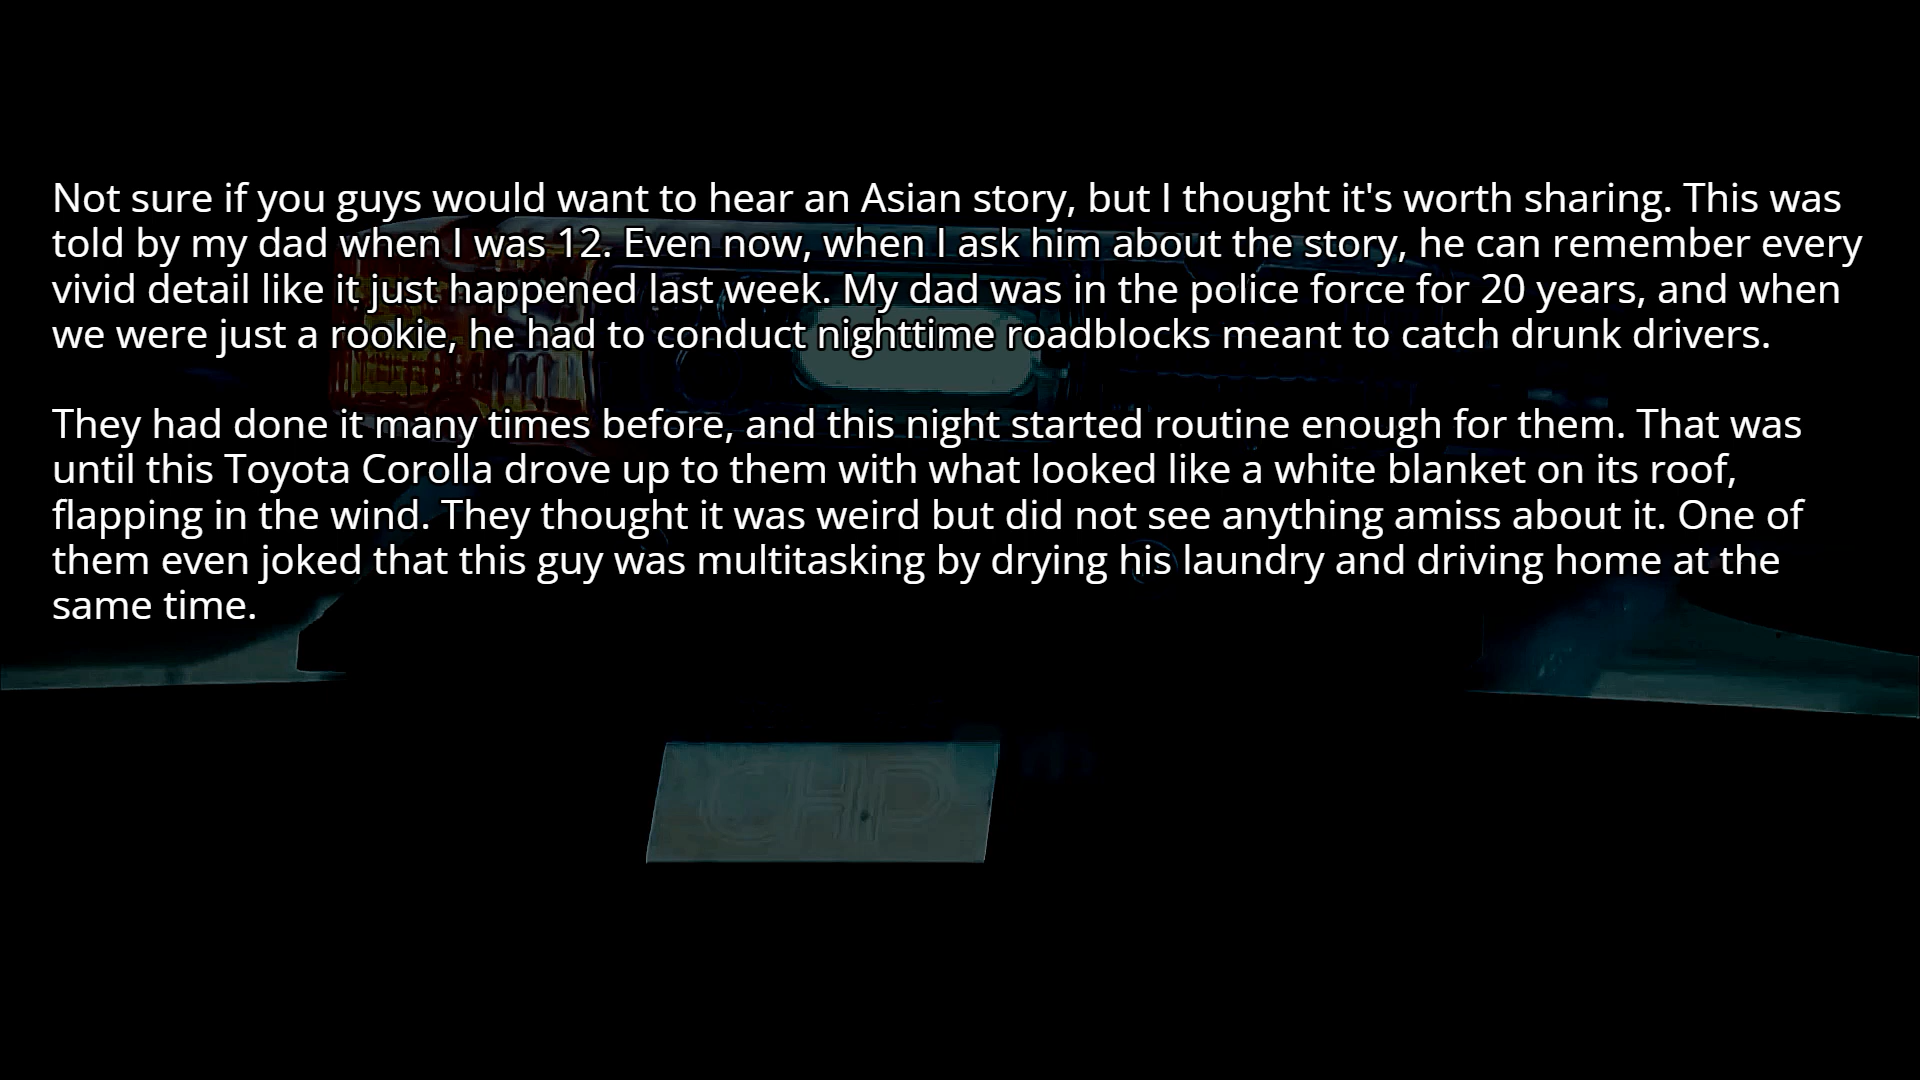 Not sure if you guys would want to hear an Asian story, but I thought it's worth sharing. This was
told by my dad when I was 12. Even now, when I ask him about the story, he can remember every
vivid detail like it just happened last week. My dad was in the police force for 20 years, and when
we were just a rookie, he had to conduct nighttime roadblocks meant to catch drunk drivers.
They had done it many times before, and this night started routine enough for them. That was
until this Toyota Corolla drove up to them with what looked like a white blanket on its roof,
flapping in the wind. They thought it was weird but did not see anything amiss about it. One of
them even joked that this guy was multitasking by drying his laundry and driving home at the
same time.
CHP